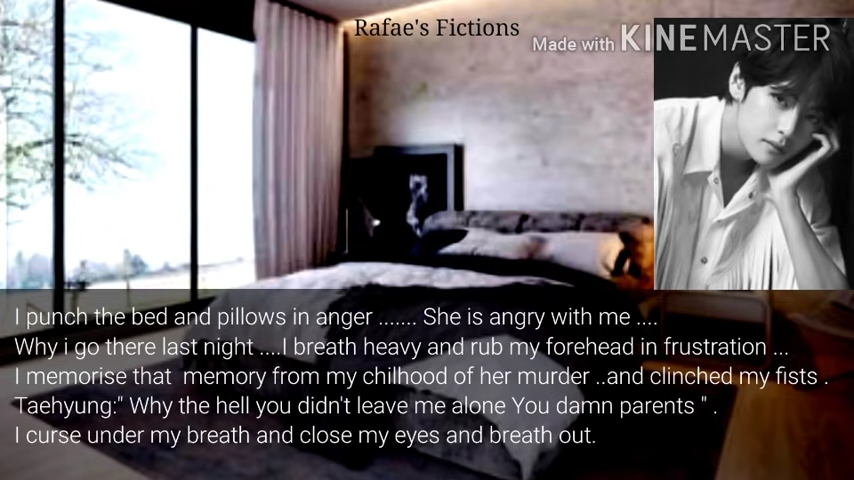 Rafae's Fictions
Made with KINEMASTER
I punch the bed and pillows in anger ....... She is angry with me ....
Why i go there last night ....I breath heavy and rub my forehead in frustration ...
I memorise that  memory from my chilhood of her murder ..and clinched my fists .
Taehyung:" Why the hell you didn't leave me alone You damn parents " .
I curse under my breath and close my eyes and breath out.